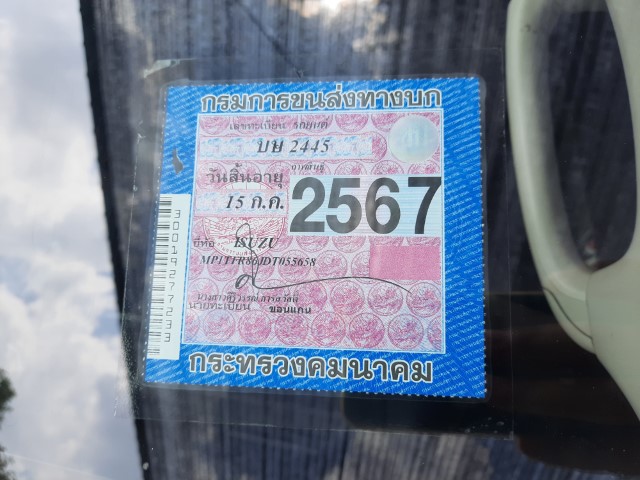 กรมการขนส่งทางบก
เลขทะเบียน รถยนต์
บษ 2445
วันสิ้นอายุ
15 ก.ค. 2567
ยี่ห้อ ISUZU
นายทะเบียน ขอนแก่น
กระทรวงคมนาคม